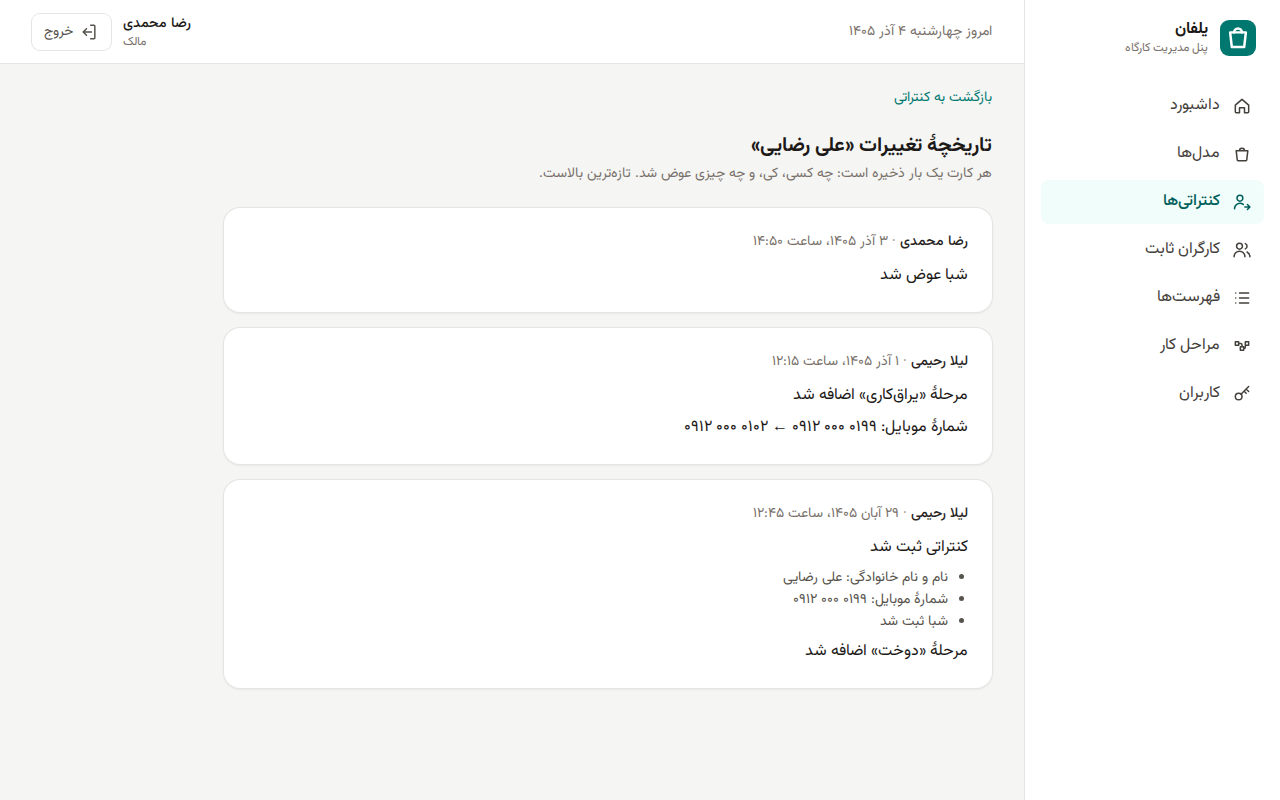 یلفان
پنل مدیریت کارگاه
داشبورد
مدل‌ها
کنتراتی‌ها
کارگران ثابت
فهرست‌ها
مراحل کار
کاربران
امروز چهارشنبه ۴ آذر ۱۴۰۵
رضا محمدی
مالک
خروج
بازگشت به کنتراتی
تاریخچهٔ تغییرات «علی رضایی»
هر کارت یک بار ذخیره است: چه کسی، کی، و چه چیزی عوض شد. تازه‌ترین بالاست.
رضا محمدی · ۳ آذر ۱۴۰۵، ساعت ۱۴:۵۰
شبا عوض شد
لیلا رحیمی · ۱ آذر ۱۴۰۵، ساعت ۱۲:۱۵
مرحلهٔ «یراق‌کاری» اضافه شد
شمارهٔ موبایل: ۰۹۱۲ ۰۰۰ ۰۱۹۹ ← ۰۹۱۲ ۰۰۰ ۰۱۰۲
لیلا رحیمی · ۲۹ آبان ۱۴۰۵، ساعت ۱۲:۴۵
کنتراتی ثبت شد
• نام و نام خانوادگی: علی رضایی
• شمارهٔ موبایل: ۰۹۱۲ ۰۰۰ ۰۱۹۹
• شبا ثبت شد
مرحلهٔ «دوخت» اضافه شد